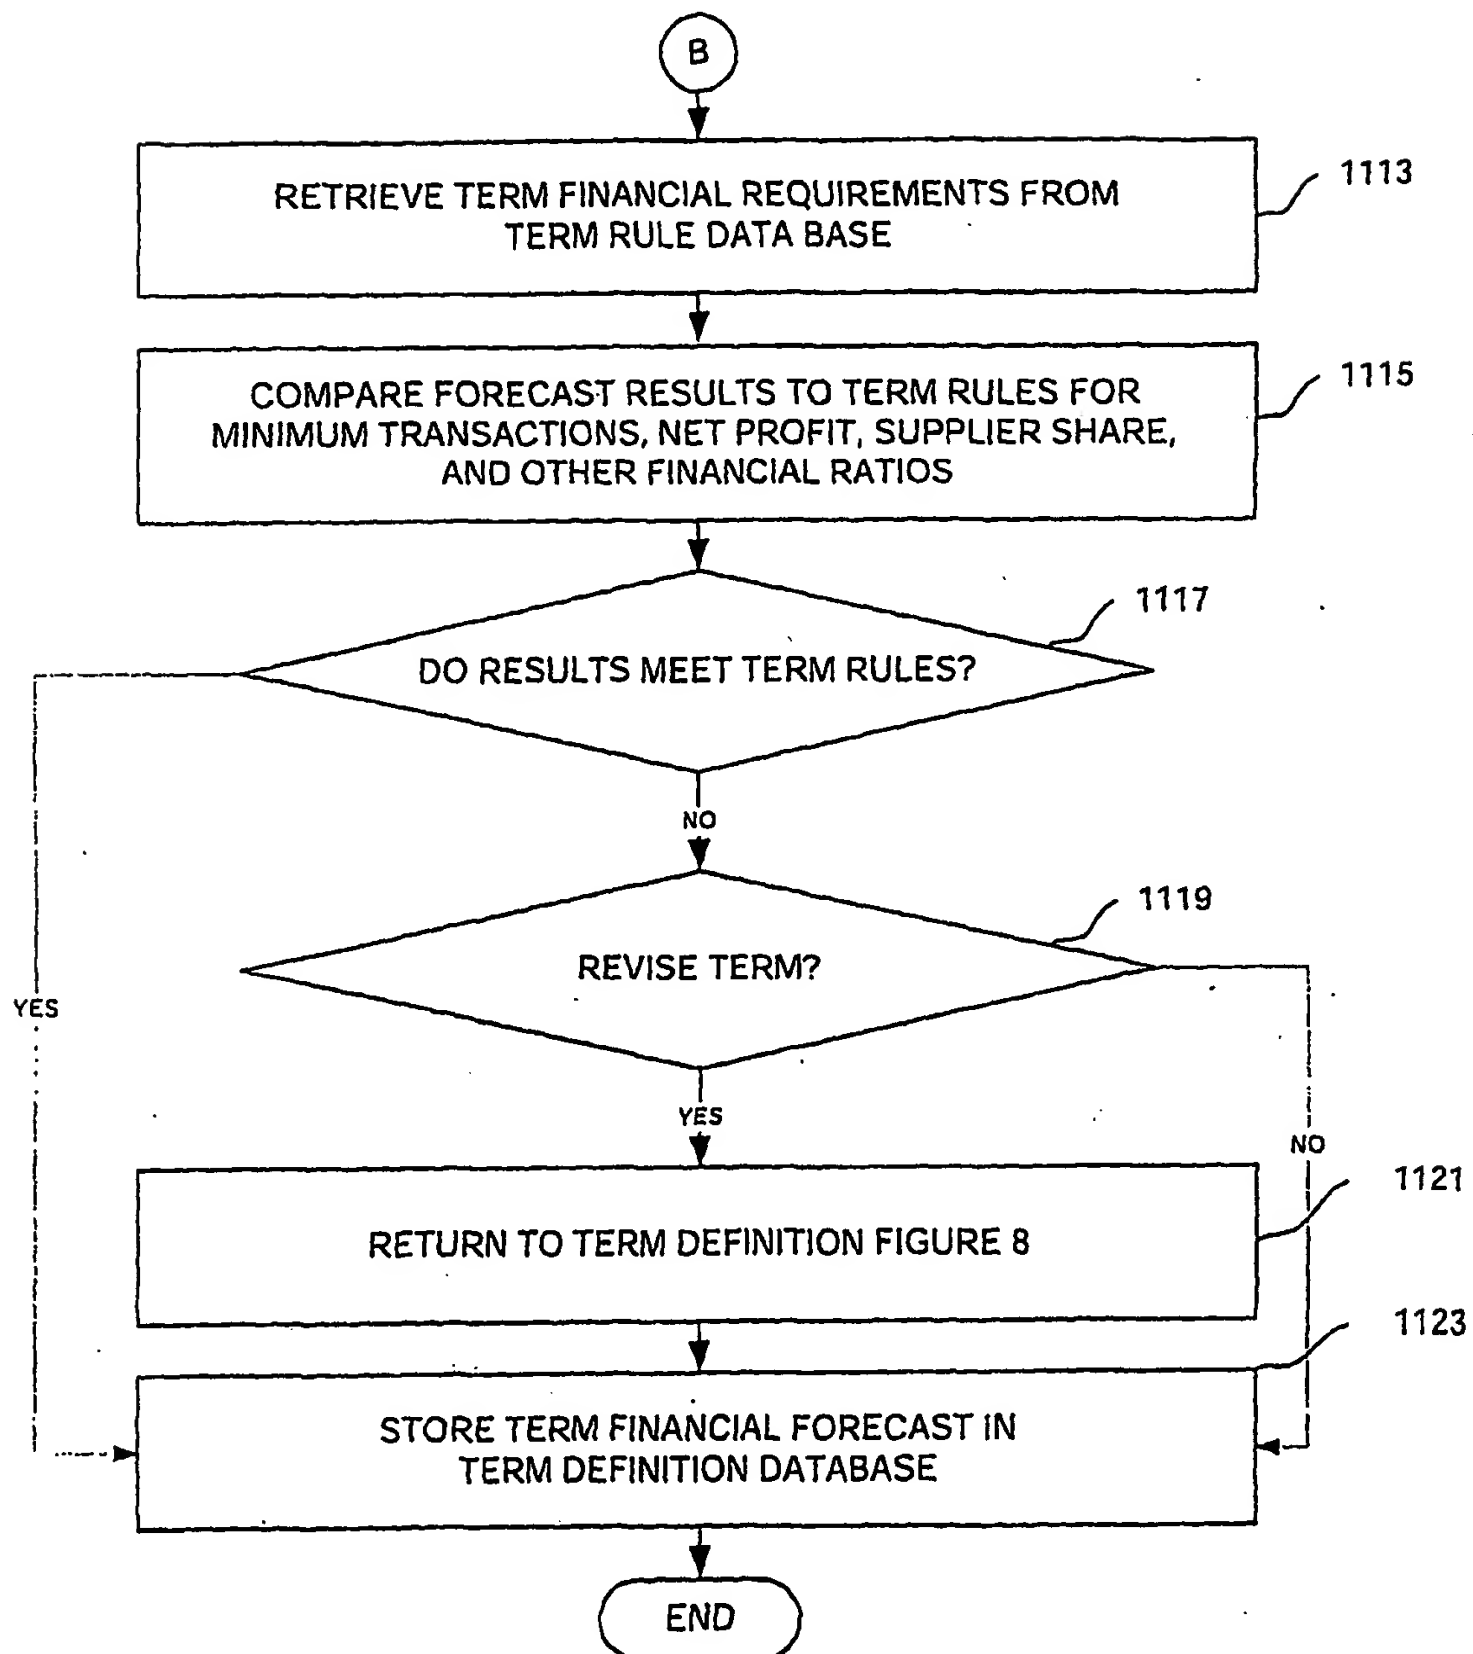 B
RETRIEVE TERM FINANCIAL REQUIREMENTS FROM
TERM RULE DATA BASE
1113
COMPARE FORECAST RESULTS TO TERM RULES FOR
MINIMUM TRANSACTIONS, NET PROFIT, SUPPLIER SHARE,
AND OTHER FINANCIAL RATIOS
1115
DO RESULTS MEET TERM RULES?
1117
NO
REVISE TERM?
1119
YES
YES
NO
RETURN TO TERM DEFINITION FIGURE 8
1121
STORE TERM FINANCIAL FORECAST IN
TERM DEFINITION DATABASE
1123
END